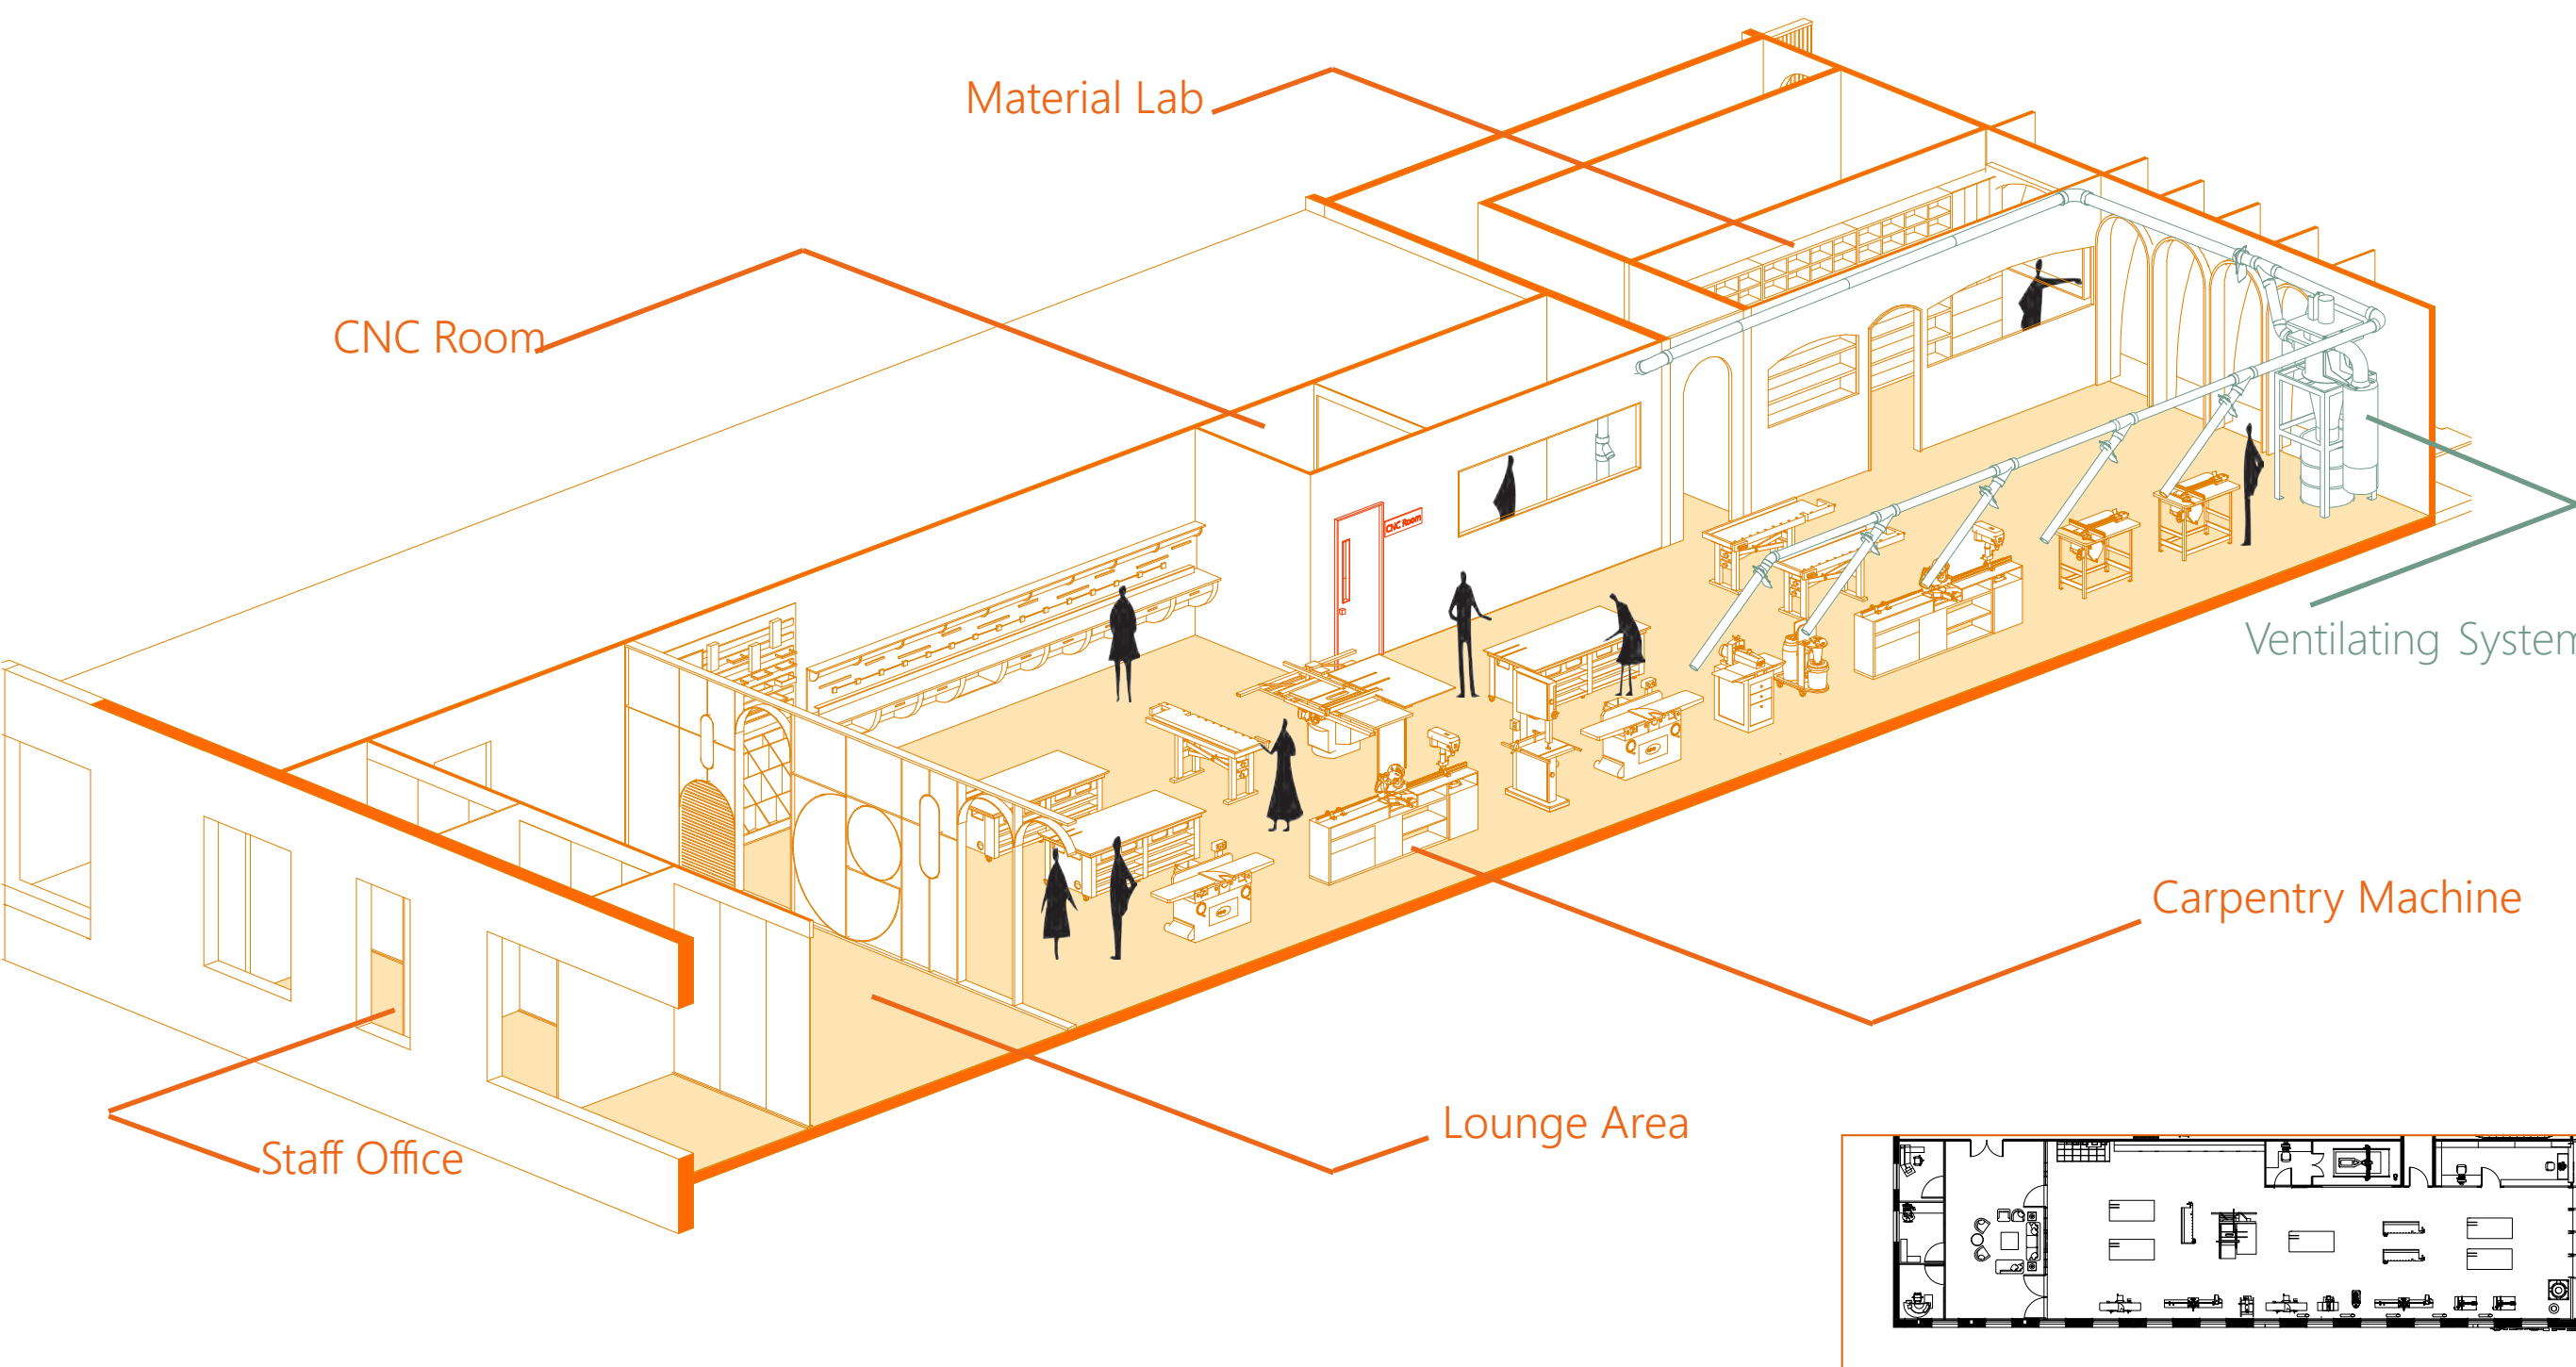 Material Lab
CNC Room
CNC Room
Ventilating System
Carpentry Machine
Lounge Area
Staff Office